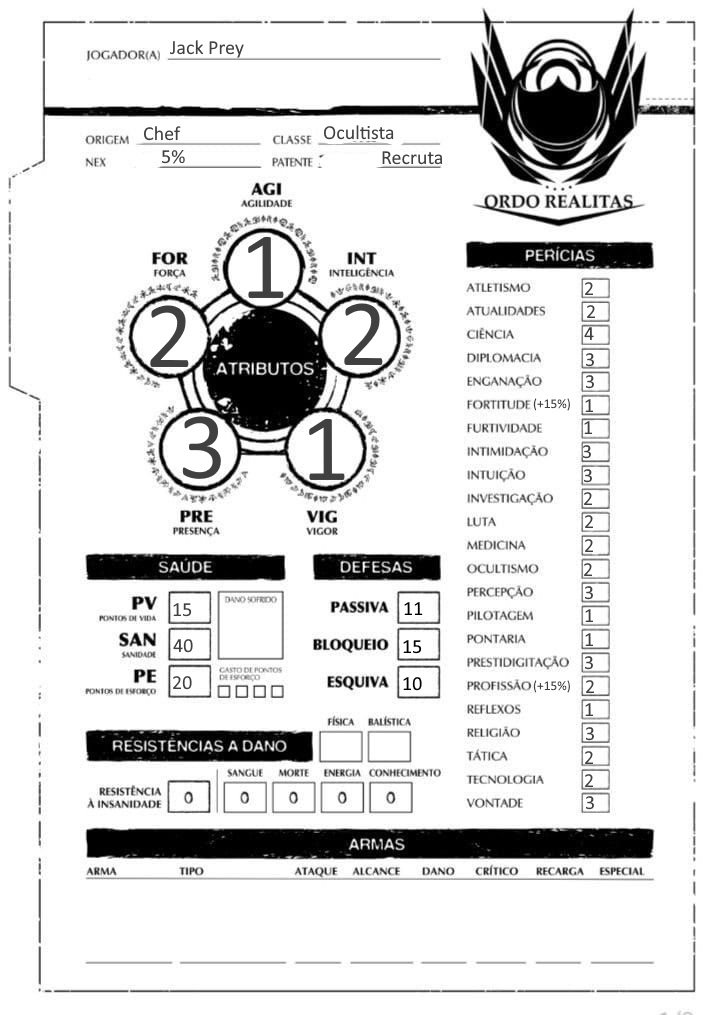 JOGADOR(A) Jack Prey
ORIGEM Chef CLASSE Ocultista
NEX 5% PATENTE Recruta
ORDO REALITAS
AGI
AGILIDADE
1
FOR
FORÇA
2
INT
INTELIGÊNCIA
2
ATRIBUTOS
3
PRE
PRESENÇA
1
VIG
VIGOR
PERÍCIAS
ATLETISMO 2
ATUALIDADES 2
CIÊNCIA 4
DIPLOMACIA 3
ENGANAÇÃO 3
FORTITUDE (+15%) 1
FURTIVIDADE 1
INTIMIDAÇÃO 3
INTUIÇÃO 3
INVESTIGAÇÃO 2
LUTA 2
MEDICINA 2
OCULTISMO 2
PERCEPÇÃO 3
PILOTAGEM 1
PONTARIA 1
PRESTIDIGITAÇÃO 3
PROFISSÃO (+15%) 2
REFLEXOS 1
RELIGIÃO 3
TÁTICA 2
TECNOLOGIA 2
VONTADE 3
SAÚDE
PV 15
PONTOS DE VIDA
DANO SOFRIDO
SAN 40
SANIDADE
PE 20
PONTOS DE ESFORÇO
GASTO DE PONTOS
DE ESFORÇO
DEFESAS
PASSIVA 11
BLOQUEIO 15
ESQUIVA 10
RESISTÊNCIAS A DANO
FÍSICA BALÍSTICA
SANGUE MORTE ENERGIA CONHECIMENTO
RESISTÊNCIA
À INSANIDADE 0 0 0 0 0
ARMAS
ARMA TIPO ATAQUE ALCANCE DANO CRÍTICO RECARGA ESPECIAL